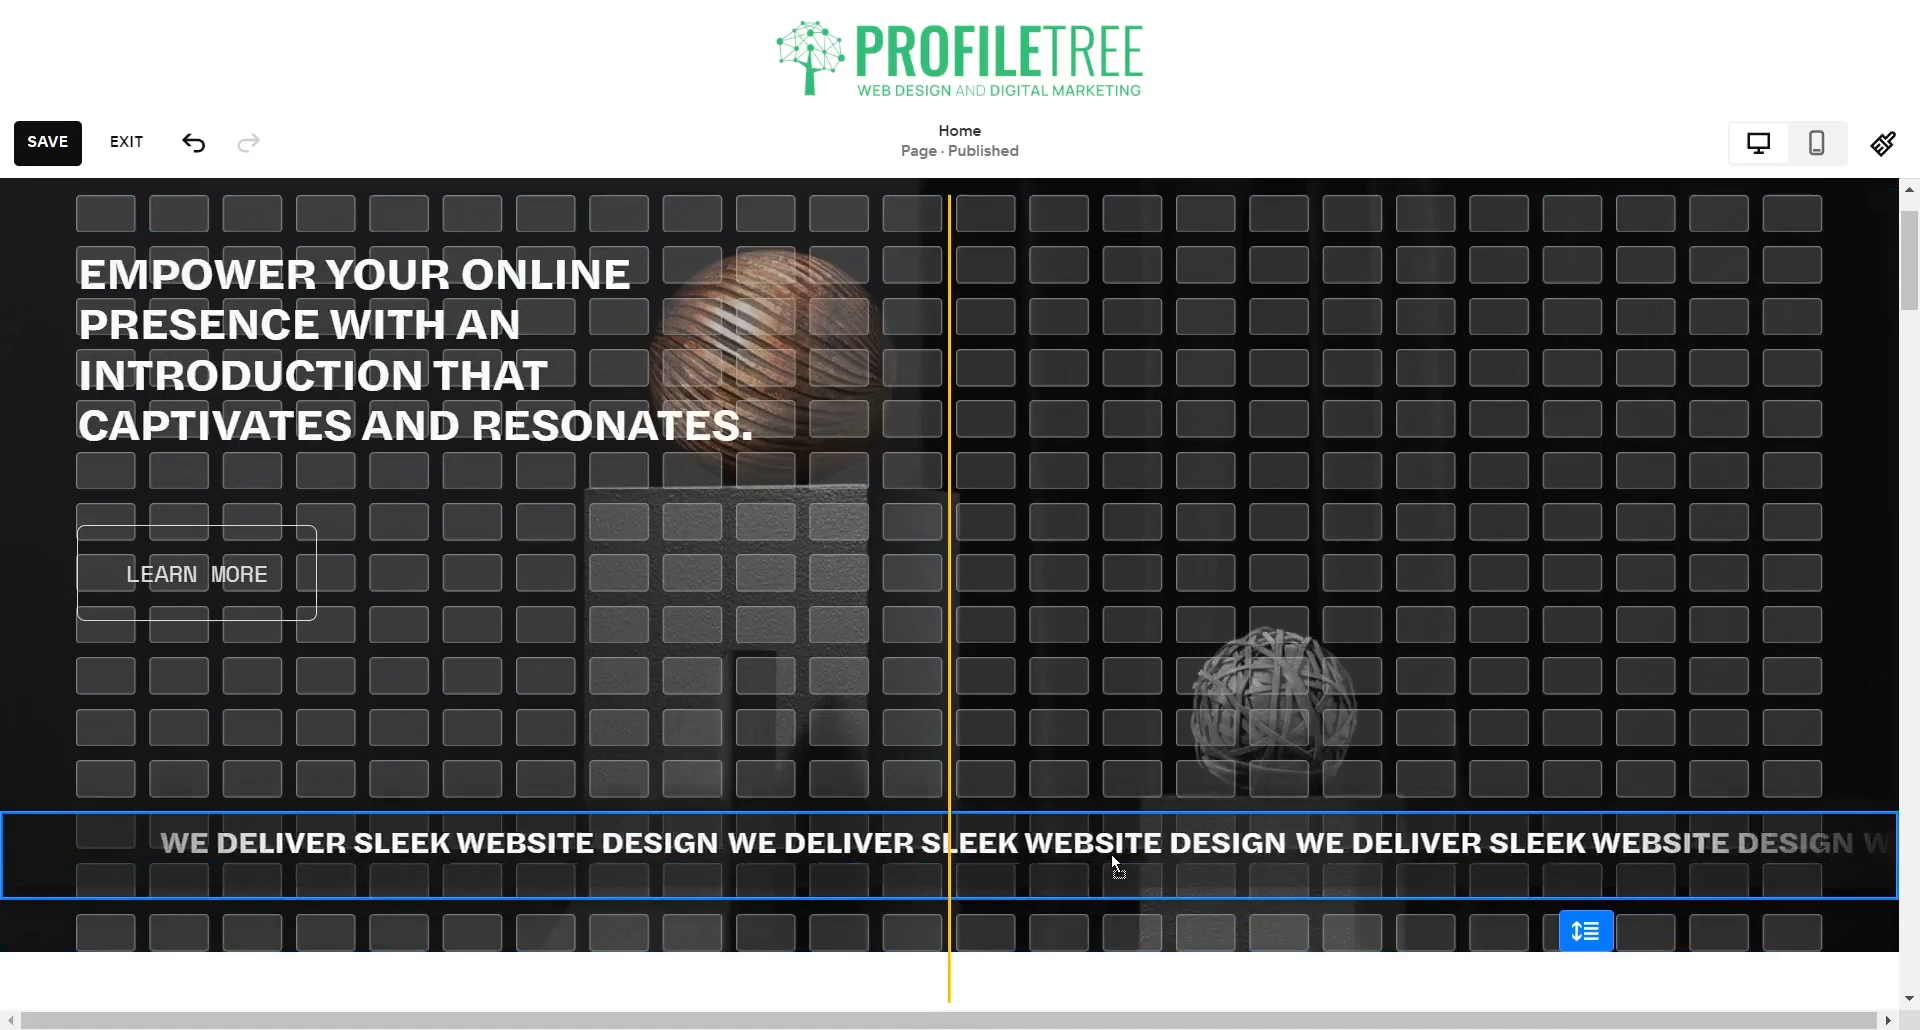 PROFILETREE
WEB DESIGN AND DIGITAL MARKETING
SAVE
EXIT
Home
Page · Published
EMPOWER YOUR ONLINE
PRESENCE WITH AN
INTRODUCTION THAT
CAPTIVATES AND RESONATES.
LEARN MORE
WE DELIVER SLEEK WEBSITE DESIGN WE DELIVER SLEEK WEBSITE DESIGN WE DELIVER SLEEK WEBSITE DESIGN W